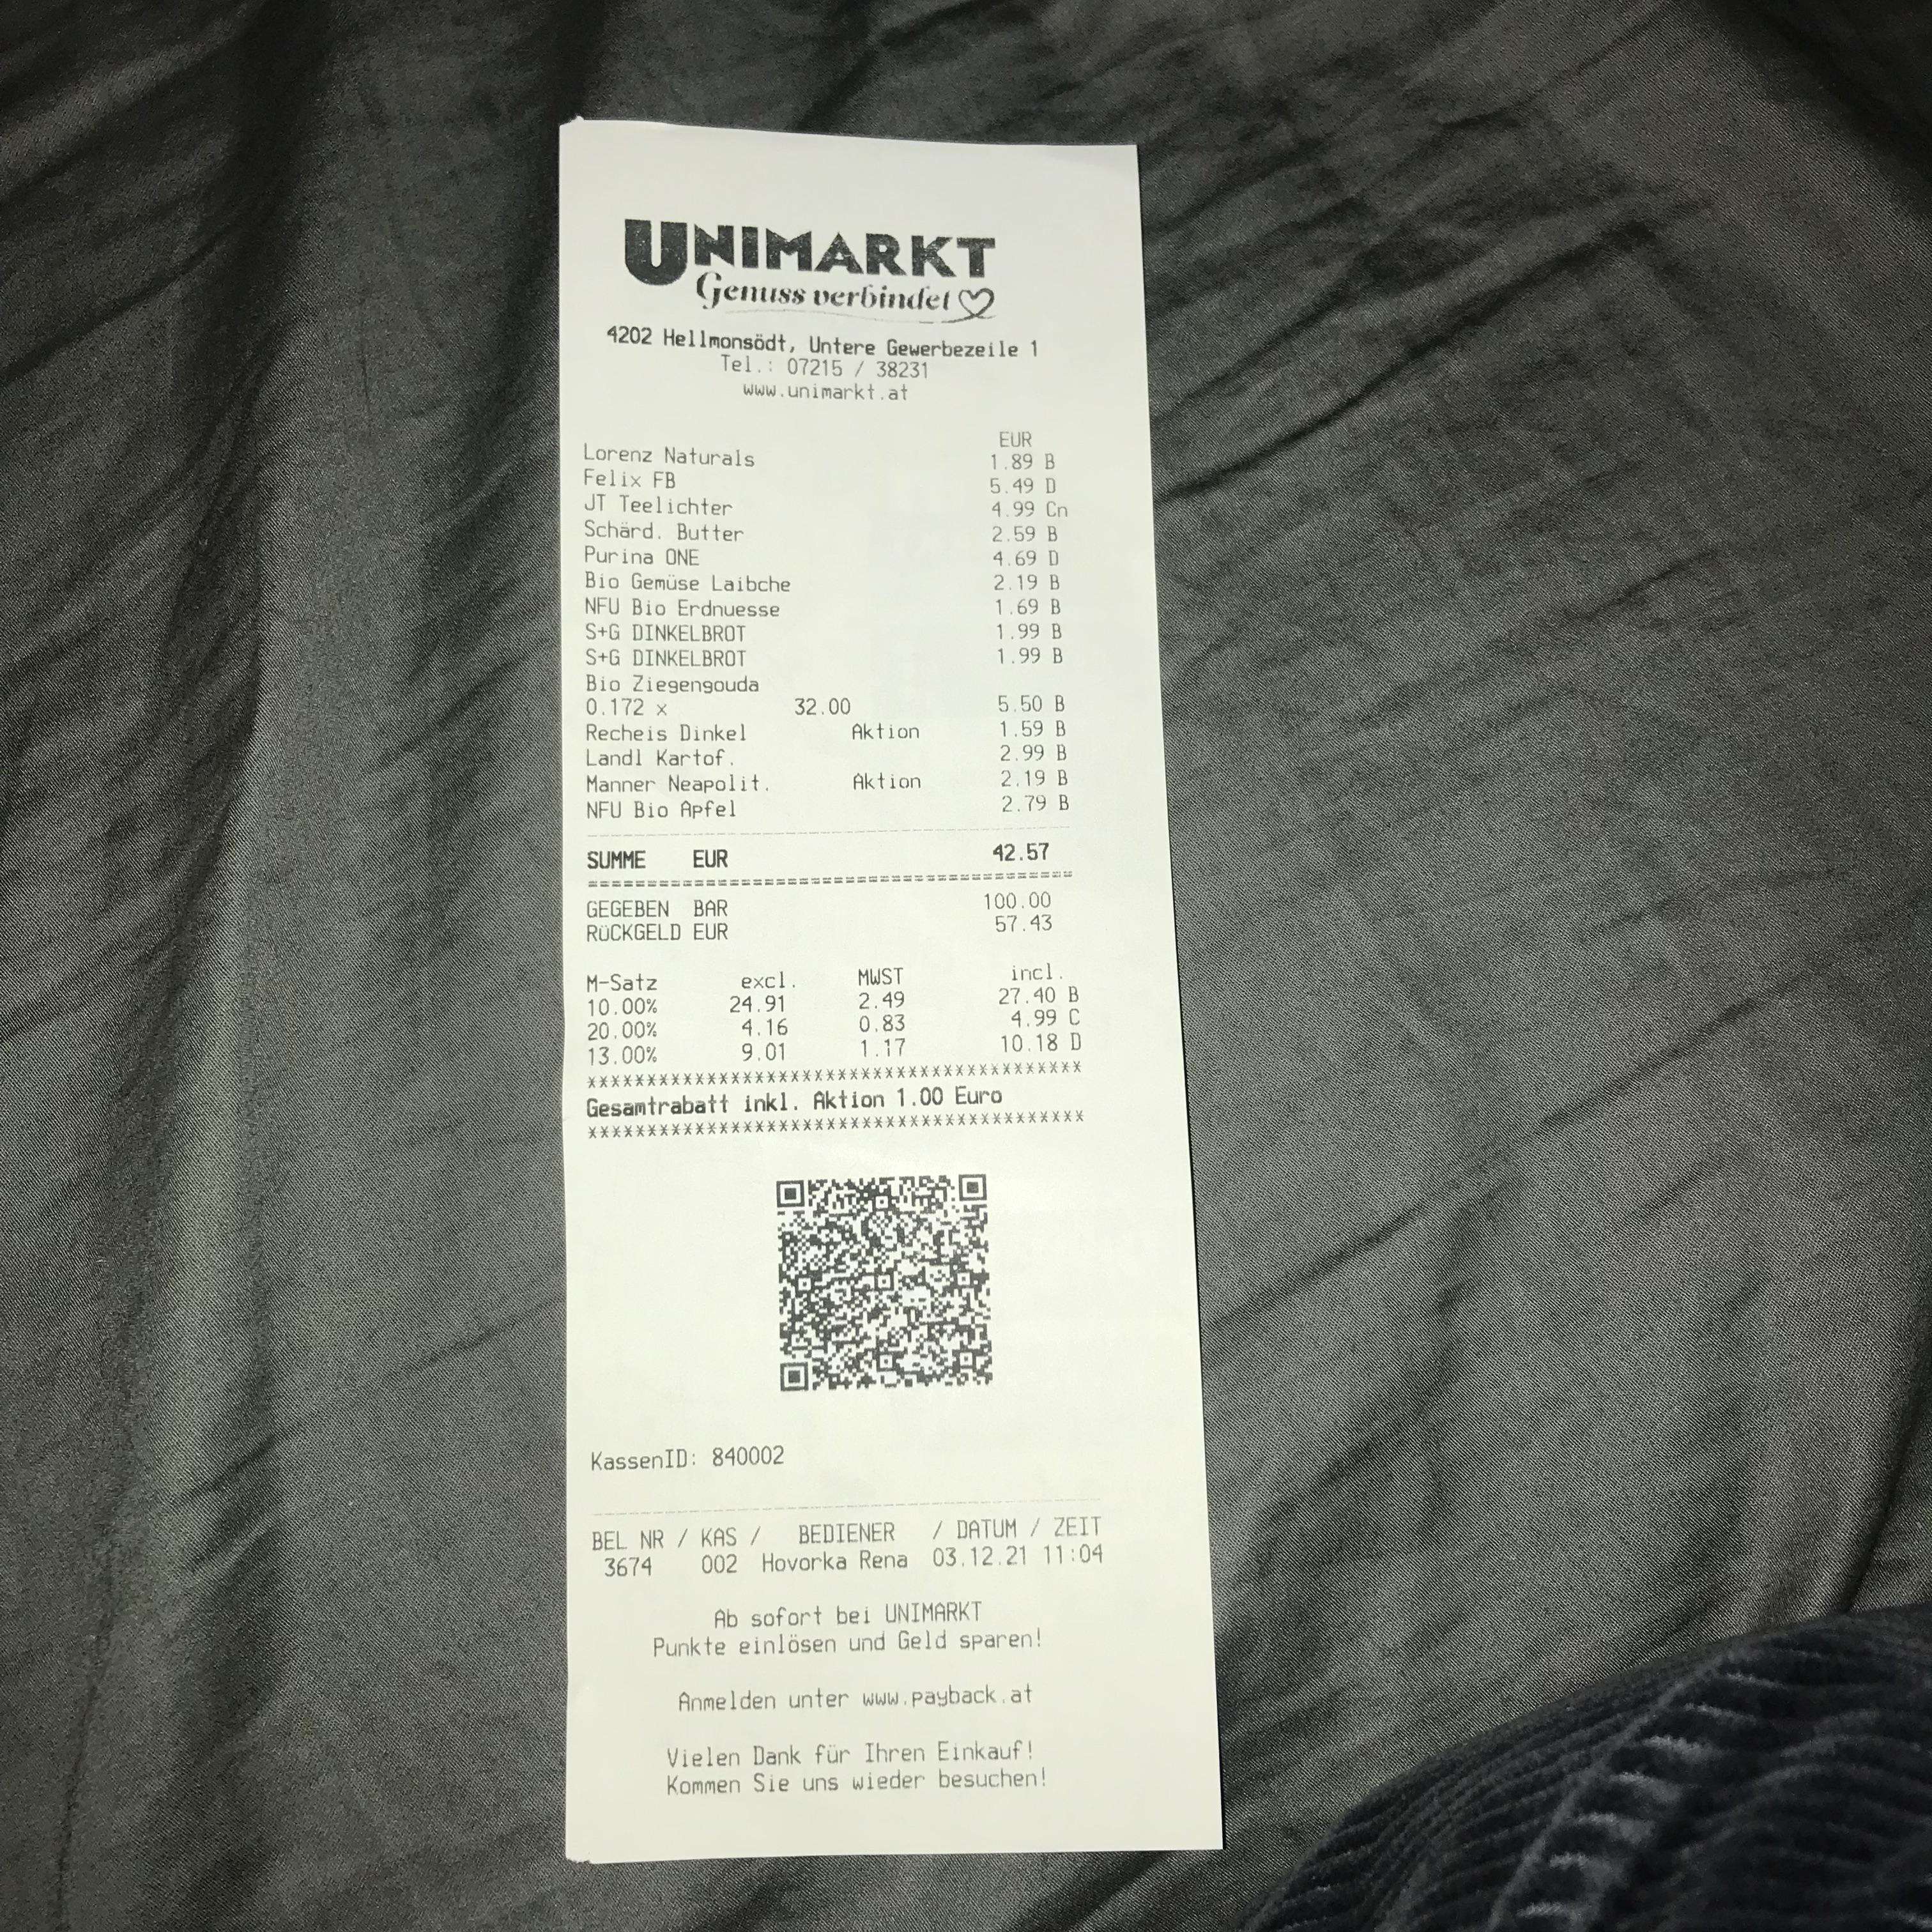 UNIMARKT
Genuss verbindet
4202 Hellmonsödt, Untere Gewerbezeile 1
Tel.: 07215 / 38231
www.unimarkt.at
EUR
Lorenz Naturals 1.89 B
Felix FB 5.49 D
JT Teelichter 4.99 Cn
Schärd. Butter 2.59 B
Purina ONE 4.69 D
Bio Gemüse Laibche 2.19 B
NFU Bio Erdnuesse 1.69 B
S+G DINKELBROT 1.99 B
S+G DINKELBROT 1.99 B
Bio Ziegengouda
0.172 x 32.00 5.50 B
Recheis Dinkel Aktion 1.59 B
Landl Kartof. 2.99 B
Manner Neapolit. Aktion 2.19 B
NFU Bio Apfel 2.79 B
SUMME EUR 42.57
GEGEBEN BAR 100.00
RÜCKGELD EUR 57.43
M-Satz excl. MWST incl.
10.00% 24.91 2.49 27.40 B
20.00% 4.16 0.83 4.99 C
13.00% 9.01 1.17 10.18 D
******************************************
Gesamtrabatt inkl. Aktion 1.00 Euro
******************************************
KassenID: 840002
BEL NR / KAS / BEDIENER / DATUM / ZEIT
3674 002 Hovorka Rena 03.12.21 11:04
Ab sofort bei UNIMARKT
Punkte einlösen und Geld sparen!
Anmelden unter www.payback.at
Vielen Dank für Ihren Einkauf!
Kommen Sie uns wieder besuchen!